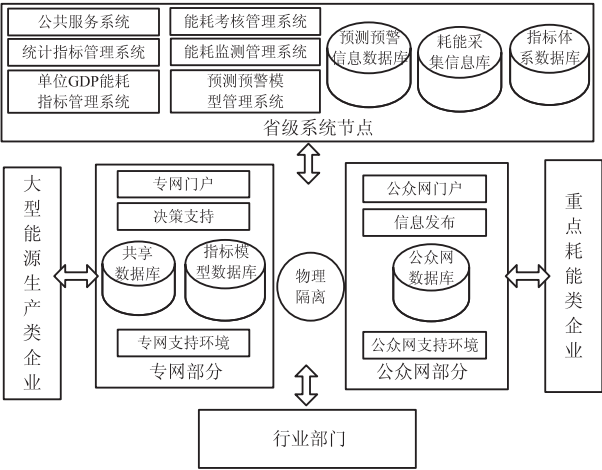 公共服务系统
统计指标管理系统
单位GDP能耗
指标管理系统
能耗考核管理系统
能耗监测管理系统
预测预警模
型管理系统
预测预警
信息数据库
耗能采
集信息库
指标体
系数据库
省级系统节点
大型能源生产类企业
专网门户
决策支持
共享
数据库
指标模
型数据库
专网支持环境
专网部分
物理
隔离
公众网门户
信息发布
公众网
数据库
公众网支持环境
公众网部分
重点耗能类企业
行业部门